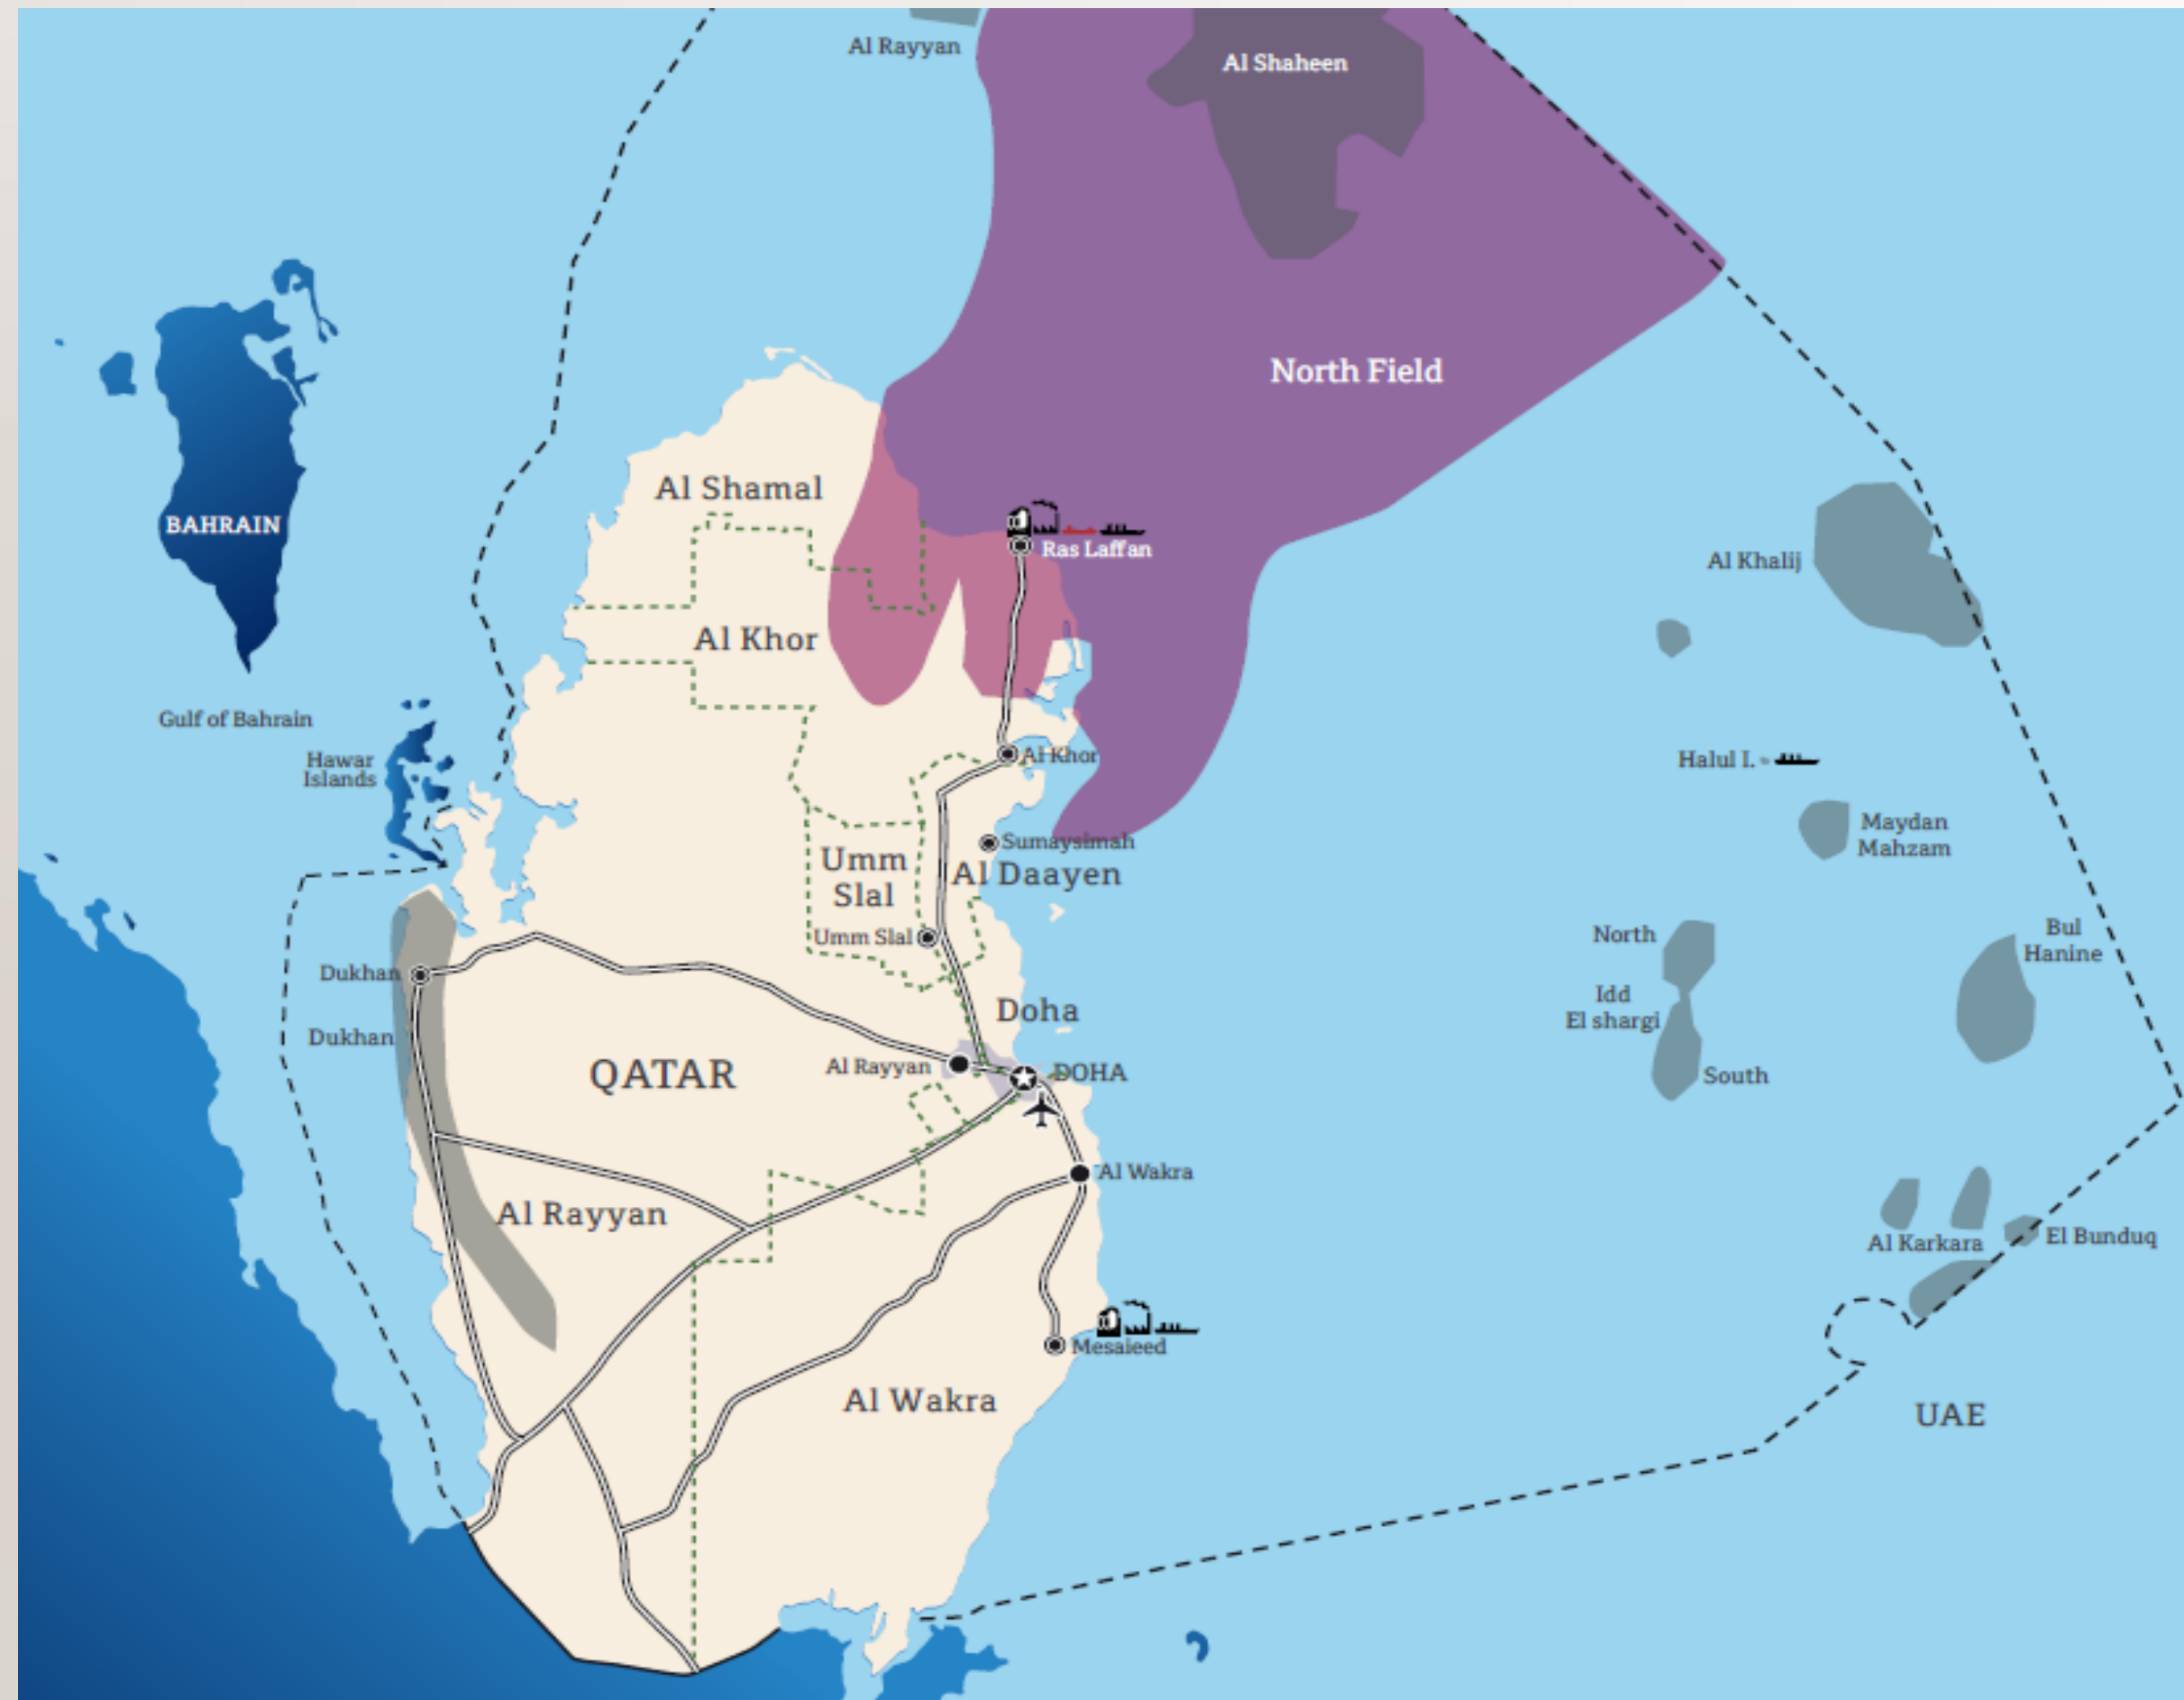 Al Rayyan
Al Shaheen
North Field
Al Shamal
BAHRAIN
Ras Laffan
Al Khalij
Al Khor
Gulf of Bahrain
Hawar
Islands
Al Khor
Halul I.
Sumaysimah
Maydan
Mahzam
Umm
Slal
Al Daayen
Umm Slal
North
Bul
Hanine
Dukhan
Idd
El shargi
Doha
Dukhan
QATAR
Al Rayyan
DOHA
South
Al Wakra
Al Rayyan
Al Karkara
El Bunduq
Mesaieed
Al Wakra
UAE